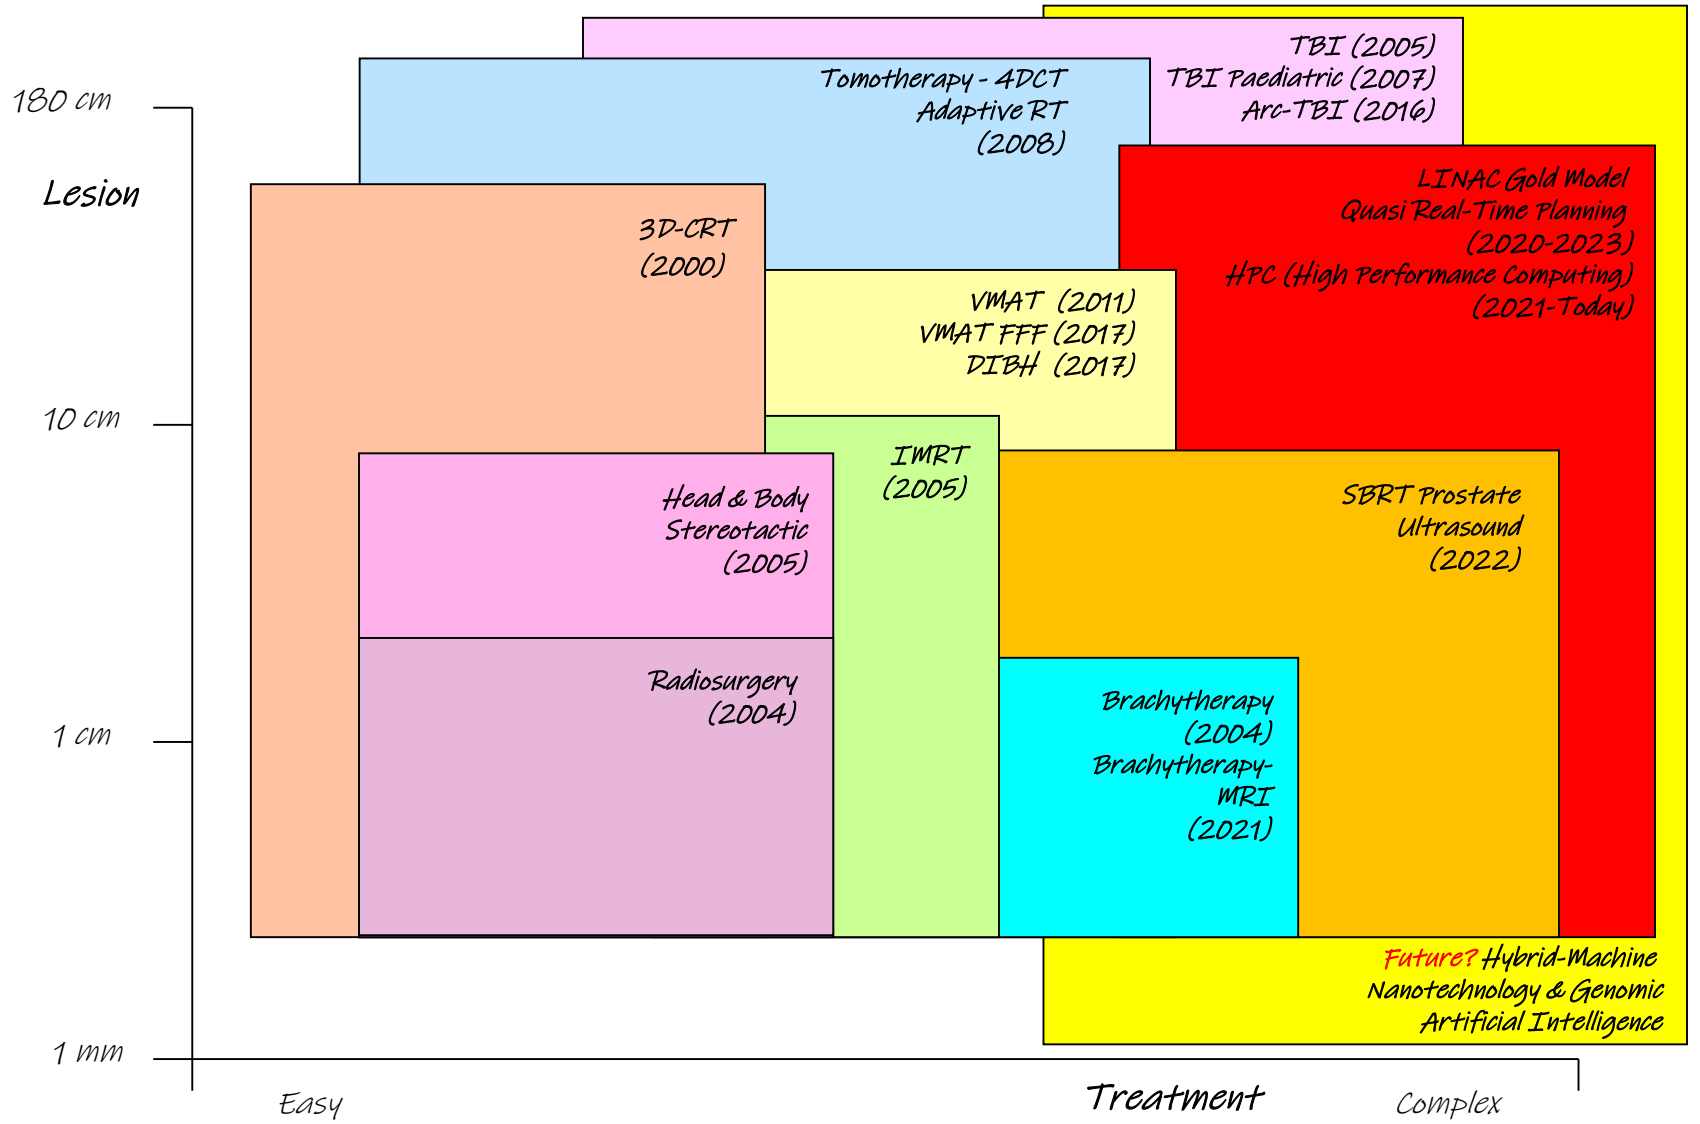 TBI (2005)
TBI Paediatric (2007)
Arc-TBI (2016)
Tomotherapy - 4DCT
Adaptive RT
(2008)
180 cm
Lesion
10 cm
1 cm
1 mm
3D-CRT
(2000)
LINAC Gold Model
Quasi Real-Time Planning
(2020-2023)
HPC (High Performance Computing)
(2021-Today)
VMAT (2011)
VMAT FFF (2017)
DIBH (2017)
IMRT
(2005)
Head & Body
Stereotactic
(2005)
SBRT Prostate
Ultrasound
(2022)
Radiosurgery
(2004)
Brachytherapy
(2004)
Brachytherapy-
MRI
(2021)
Future? Hybrid-Machine
Nanotechnology & Genomic
Artificial Intelligence
Easy
Treatment
Complex